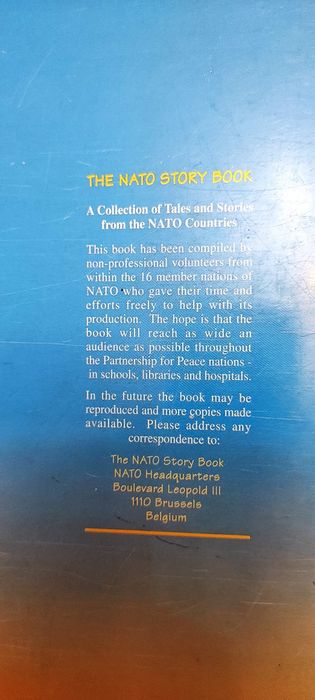 THE NATO STORY BOOK
A Collection of Tales and Stories
from the NATO Countries
This book has been compiled by
non-professional volunteers from
within the 16 member nations of
NATO who gave their time and
efforts freely to help with its
production. The hope is that the
book will reach as wide an
audience as possible throughout
the Partnership for Peace nations -
in schools, libraries and hospitals.
In the future the book may be
reproduced and more copies made
available. Please address any
correspondence to:
The NATO Story Book
NATO Headquarters
Boulevard Leopold III
1110 Brussels
Belgium